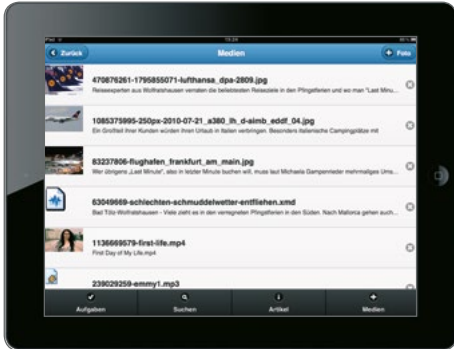 iPad
15:24
80 %
Zurück
Medien
+ Foto
470876261-1795855071-lufthansa_dpa-2809.jpg
Reiseexperten aus Wolfratshausen verraten die beliebtesten Reiseziele in den Pfingstferien und wo man "Last Minu...
1085375995-250px-2010-07-21_a380_lh_d-aimb_eddf_04.jpg
Ein Großteil ihrer Kunden würden ihren Urlaub in Italien verbringen. Besonders italienische Campingplätze mit
83237806-flughafen_frankfurt_am_main.jpg
Wer übrigens „Last Minute", also in letzter Minute buchen will, muss laut Michaela Gampenrieder mehrmaliges Ums...
63049669-schlechten-schmuddelwetter-entfliehen.xmd
Bad Tölz-Wolfratshausen - Viele zieht es in den verregneten Pfingstferien in den Süden. Nach Mallorca gehen auch...
1136669579-first-life.mp4
First Day of My Life.mp4
239029259-emmy1.mp3
Aufgaben
Suchen
Artikel
Medien